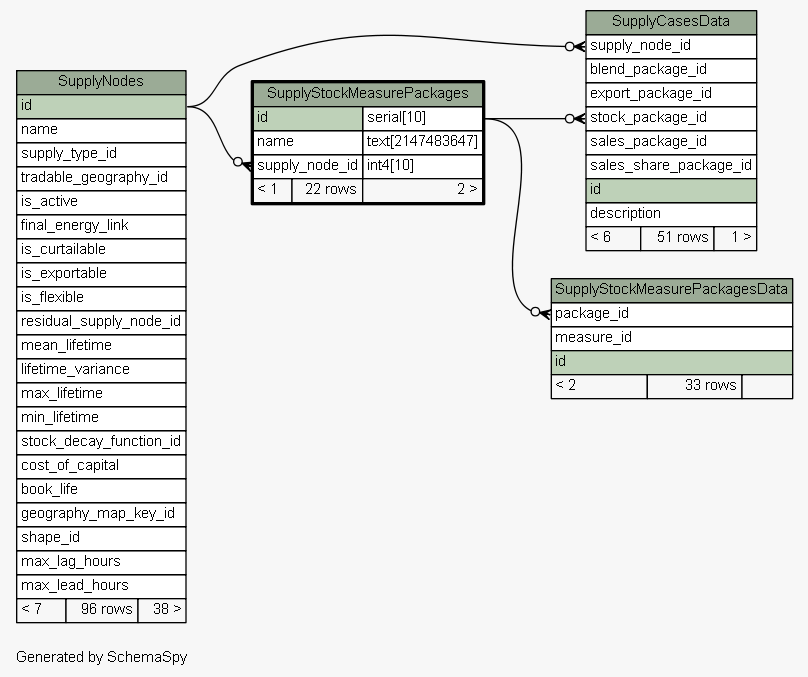 SupplyNodes
id
name
supply_type_id
tradable_geography_id
is_active
final_energy_link
is_curtailable
is_exportable
is_flexible
residual_supply_node_id
mean_lifetime
lifetime_variance
max_lifetime
min_lifetime
stock_decay_function_id
cost_of_capital
book_life
geography_map_key_id
shape_id
max_lag_hours
max_lead_hours
< 7 96 rows 38 >
SupplyStockMeasurePackages
id serial[10]
name text[2147483647]
supply_node_id int4[10]
< 1 22 rows 2 >
SupplyCasesData
supply_node_id
blend_package_id
export_package_id
stock_package_id
sales_package_id
sales_share_package_id
id
description
< 6 51 rows 1 >
SupplyStockMeasurePackagesData
package_id
measure_id
id
< 2 33 rows
Generated by SchemaSpy